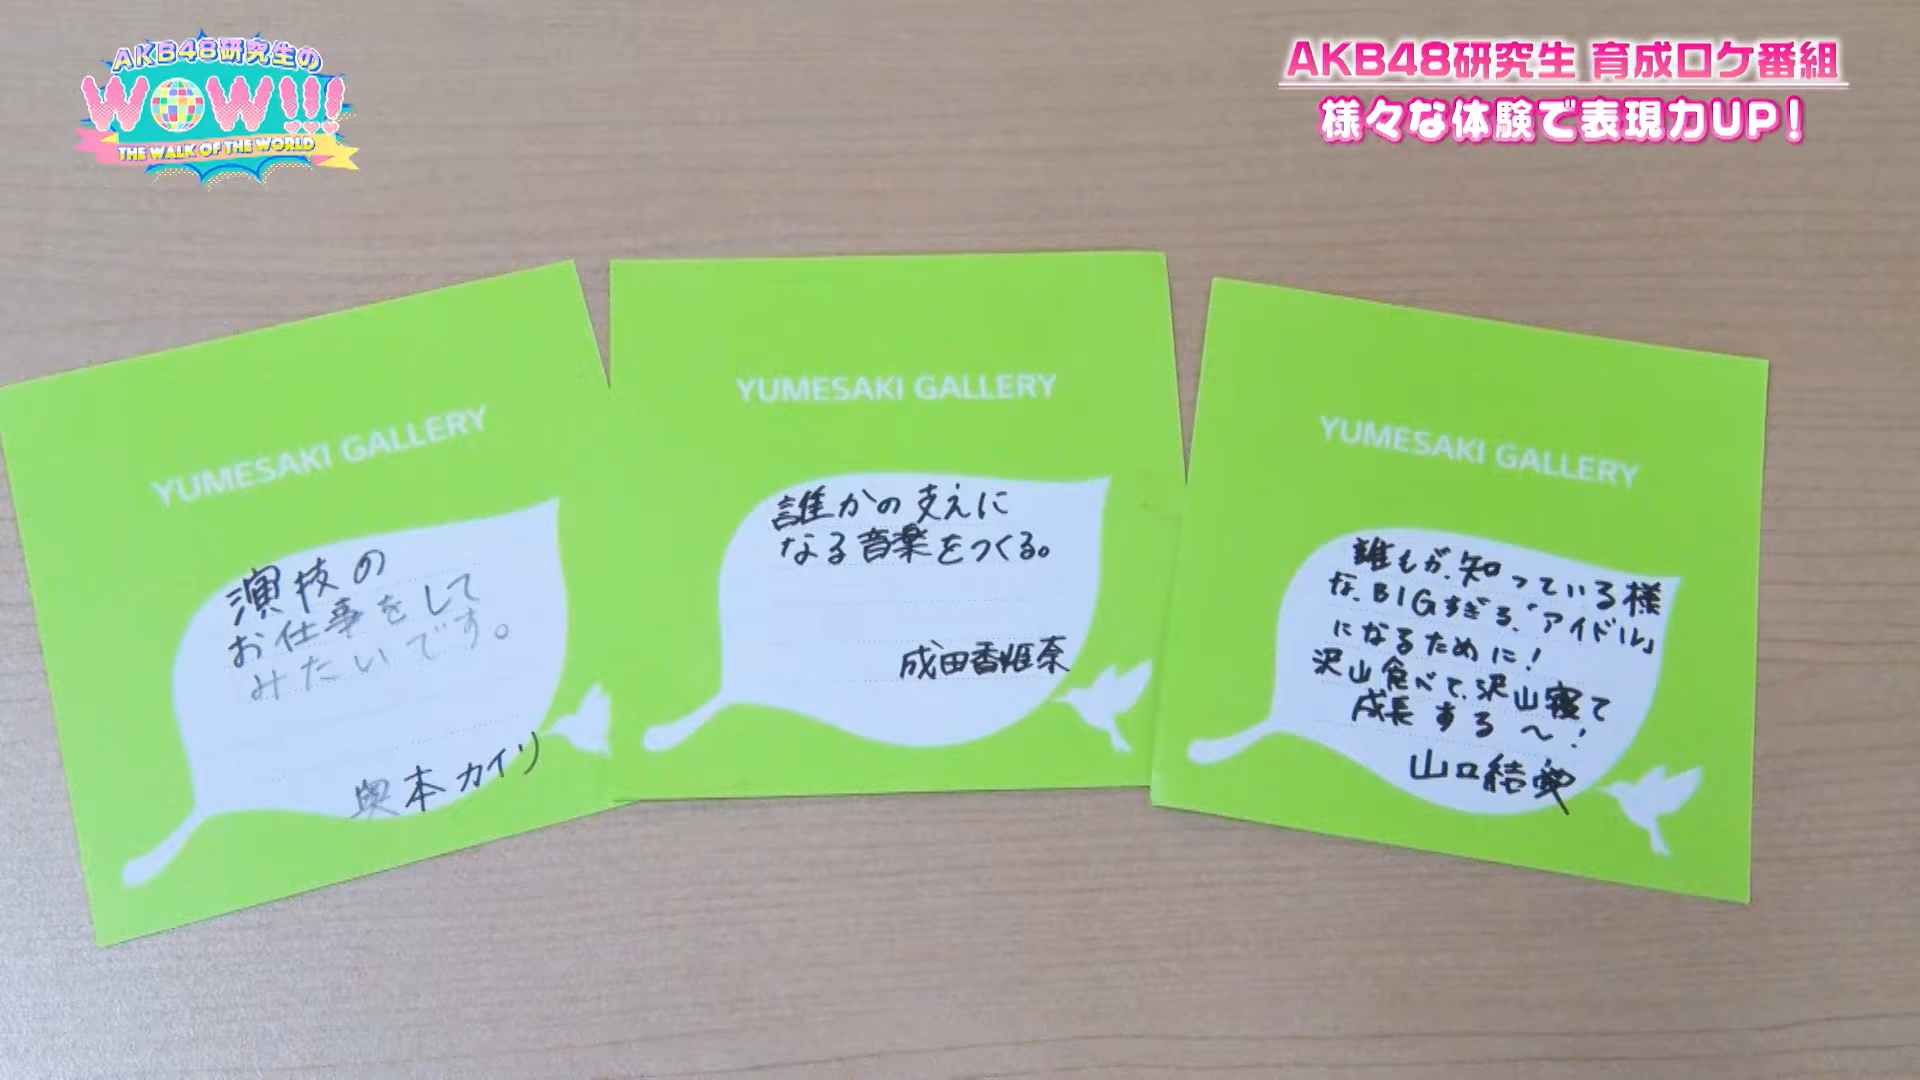 AKB48研究生の
WOW!!!
THE WALK OF THE WORLD
AKB48研究生 育成ロケ番組
様々な体験で表現力UP!
YUMESAKI GALLERY
演技の
お仕事をして
みたいです。
奥本カイリ
YUMESAKI GALLERY
誰かの支えに
なる音楽をつくる。
成田香姫奈
YUMESAKI GALLERY
誰もが、知っている様
な、BIGすぎる、「アイドル」
になるために!
沢山食べて、沢山寝て
成長する〜!
山口結愛